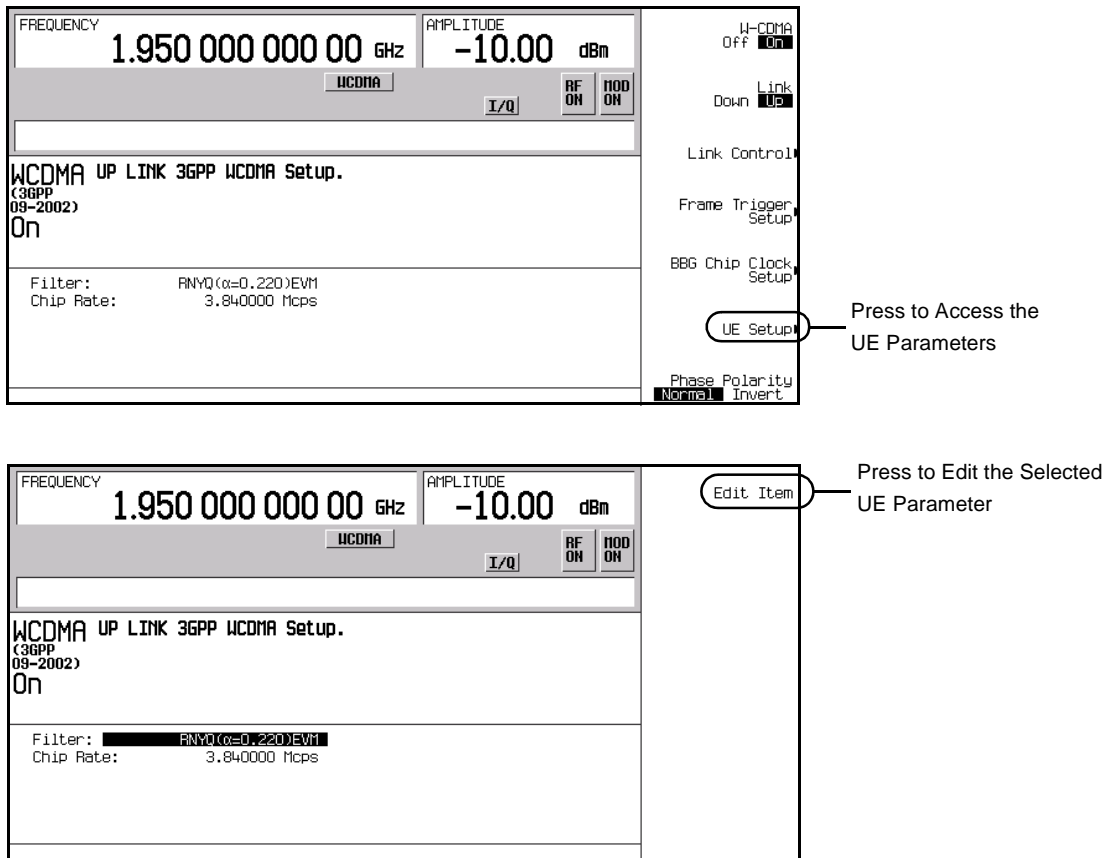 FREQUENCY
1.950 000 000 00 GHz
AMPLITUDE
-10.00 dBm
WCDMA
I/Q
RF ON
MOD ON
WCDMA UP LINK 3GPP WCDMA Setup.
(3GPP
09-2002)
On
Filter: RNYQ(α=0.220)EVM
Chip Rate: 3.840000 Mcps
W-CDMA
Off On
Link
Down Up
Link Control
Frame Trigger
Setup
BBG Chip Clock
Setup
UE Setup
Phase Polarity
Normal Invert
Press to Access the
UE Parameters
FREQUENCY
1.950 000 000 00 GHz
AMPLITUDE
-10.00 dBm
WCDMA
I/Q
RF ON
MOD ON
WCDMA UP LINK 3GPP WCDMA Setup.
(3GPP
09-2002)
On
Filter: RNYQ(α=0.220)EVM
Chip Rate: 3.840000 Mcps
Edit Item
Press to Edit the Selected
UE Parameter